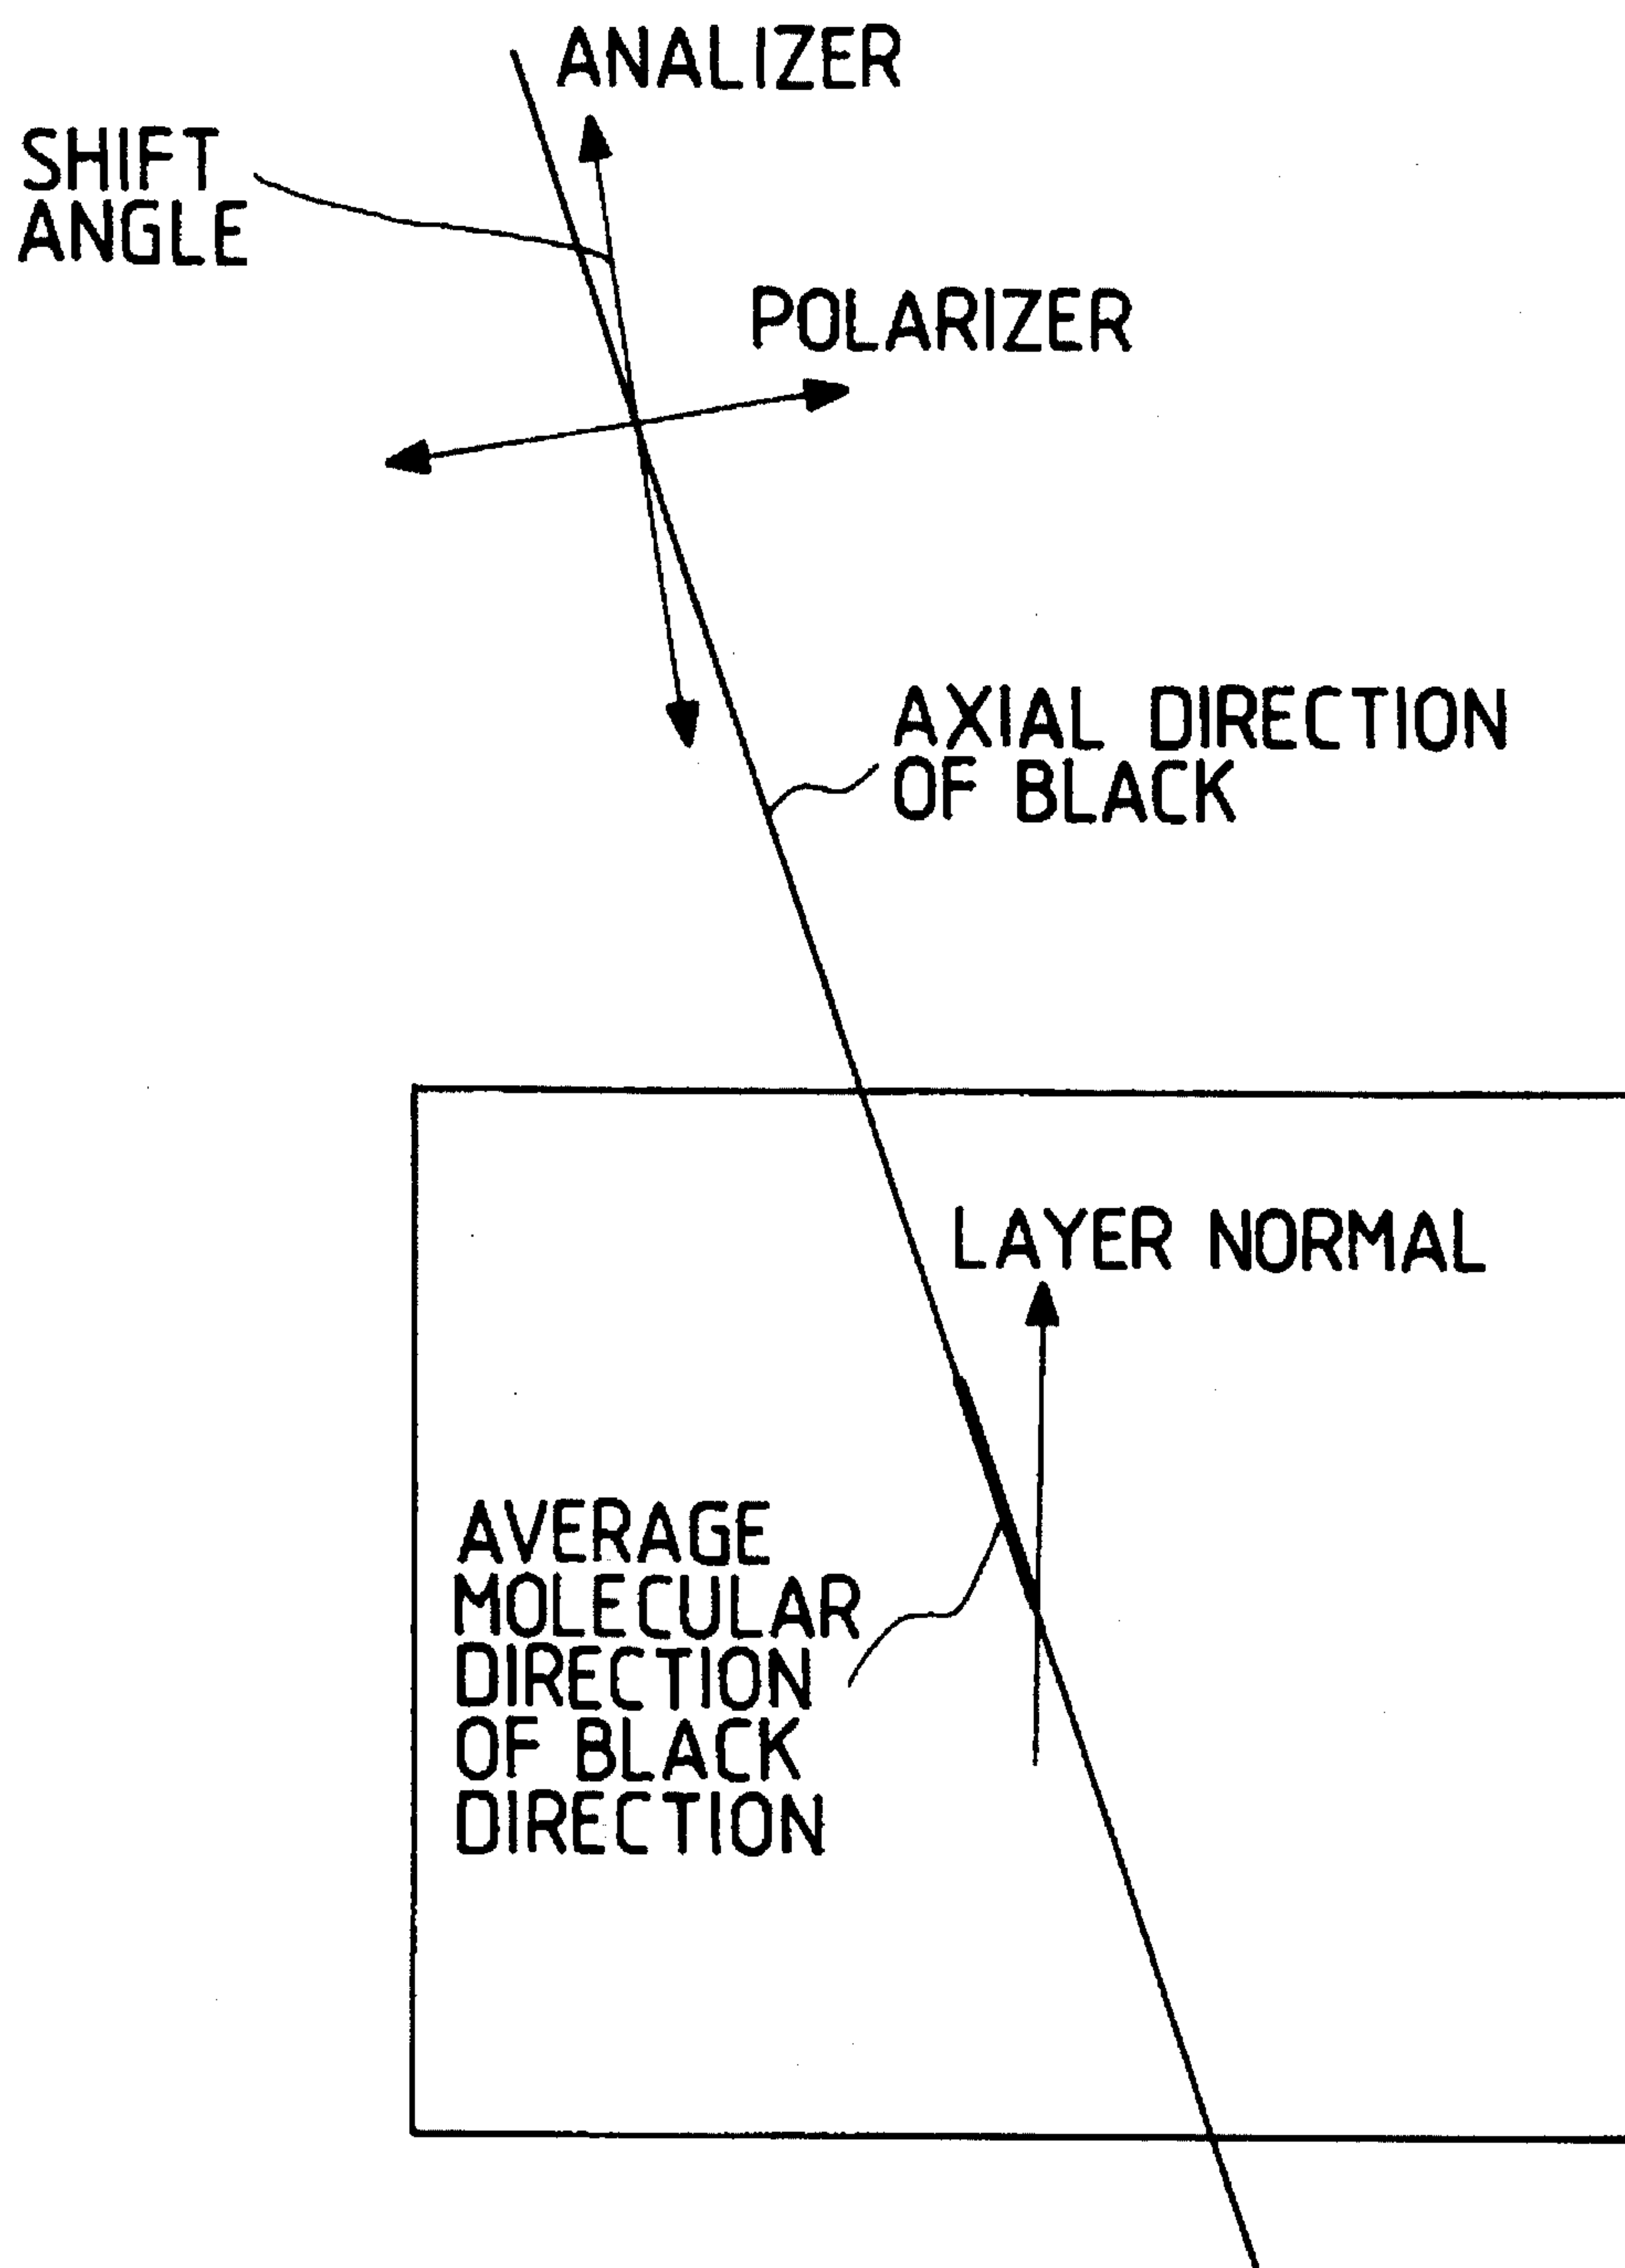 ANALIZER
SHIFT
ANGLE
POLARIZER
AXIAL DIRECTION
OF BLACK
LAYER NORMAL
AVERAGE
MOLECULAR
DIRECTION
OF BLACK
DIRECTION